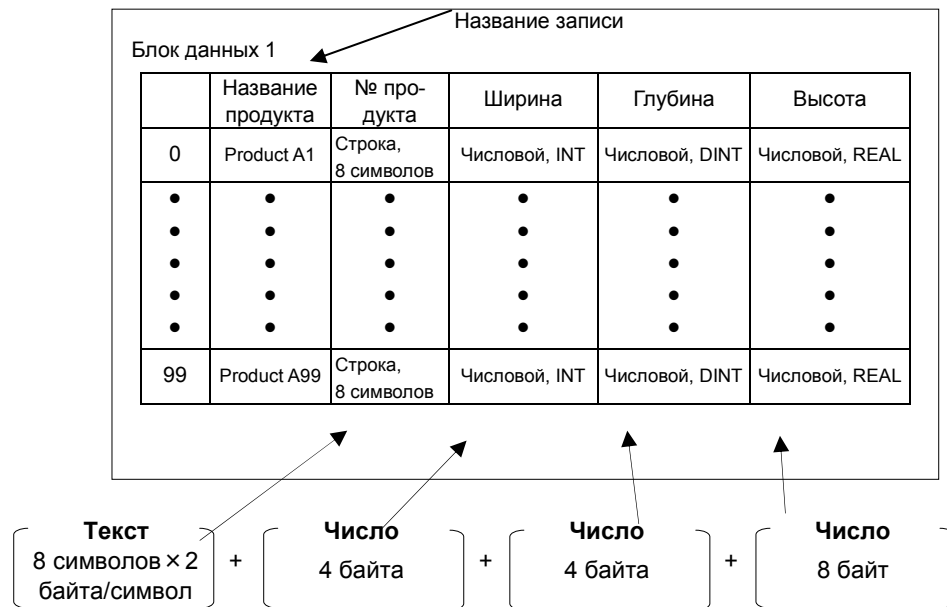 Название записи
Блок данных 1
Название продукта № про-дукта Ширина Глубина Высота
0 Product A1 Строка, 8 символов Числовой, INT Числовой, DINT Числовой, REAL
● ● ● ● ● ●
● ● ● ● ● ●
● ● ● ● ● ●
● ● ● ● ● ●
● ● ● ● ● ●
99 Product A99 Строка, 8 символов Числовой, INT Числовой, DINT Числовой, REAL
Текст
8 символов × 2
байта/символ
+
Число
4 байта
+
Число
4 байта
+
Число
8 байт